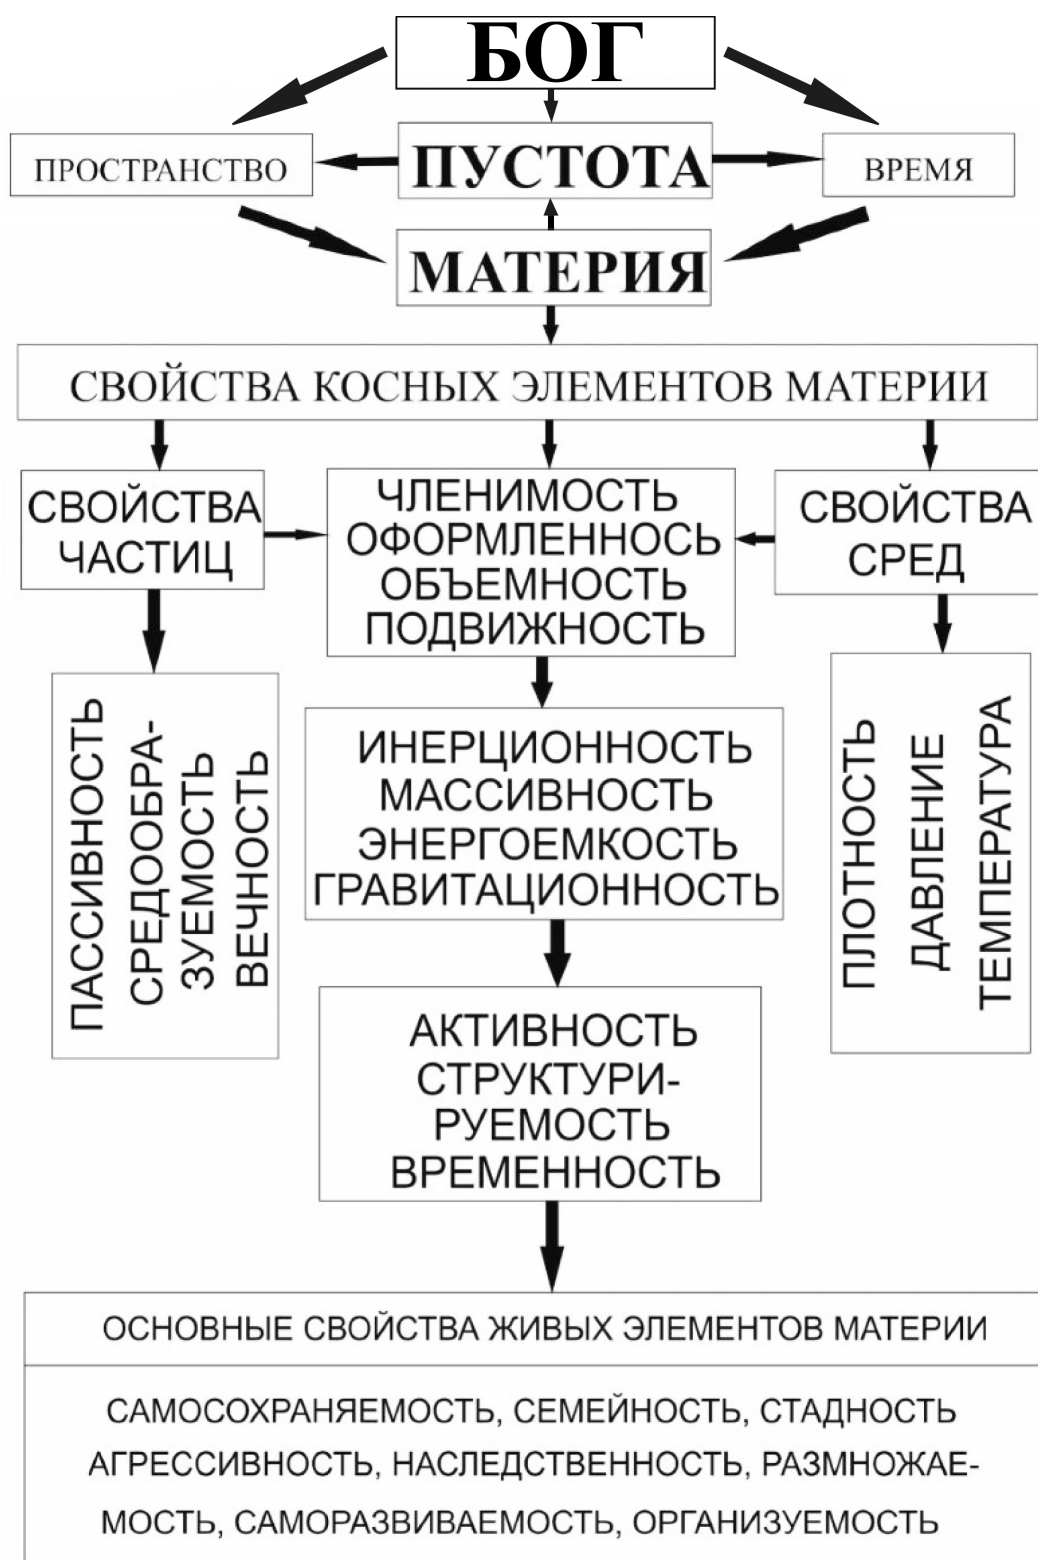 БОГ
ПРОСТРАНСТВО
ПУСТОТА
ВРЕМЯ
МАТЕРИЯ
СВОЙСТВА КОСНЫХ ЭЛЕМЕНТОВ МАТЕРИИ
СВОЙСТВА
ЧАСТИЦ
ЧЛЕНИМОСТЬ
ОФОРМЛЕННОСЬ
ОБЪЕМНОСТЬ
ПОДВИЖНОСТЬ
СВОЙСТВА
СРЕД
ПАССИВНОСТЬ
СРЕДООБРА-
ЗУЕМОСТЬ
ВЕЧНОСТЬ
ИНЕРЦИОННОСТЬ
МАССИВНОСТЬ
ЭНЕРГОЕМКОСТЬ
ГРАВИТАЦИОННОСТЬ
ПЛОТНОСТЬ
ДАВЛЕНИЕ
ТЕМПЕРАТУРА
АКТИВНОСТЬ
СТРУКТУРИ-
РУЕМОСТЬ
ВРЕМЕННОСТЬ
ОСНОВНЫЕ СВОЙСТВА ЖИВЫХ ЭЛЕМЕНТОВ МАТЕРИИ
САМОСОХРАНЯЕМОСТЬ, СЕМЕЙНОСТЬ, СТАДНОСТЬ
АГРЕССИВНОСТЬ, НАСЛЕДСТВЕННОСТЬ, РАЗМНОЖАЕ-
МОСТЬ, САМОРАЗВИВАЕМОСТЬ, ОРГАНИЗУЕМОСТЬ